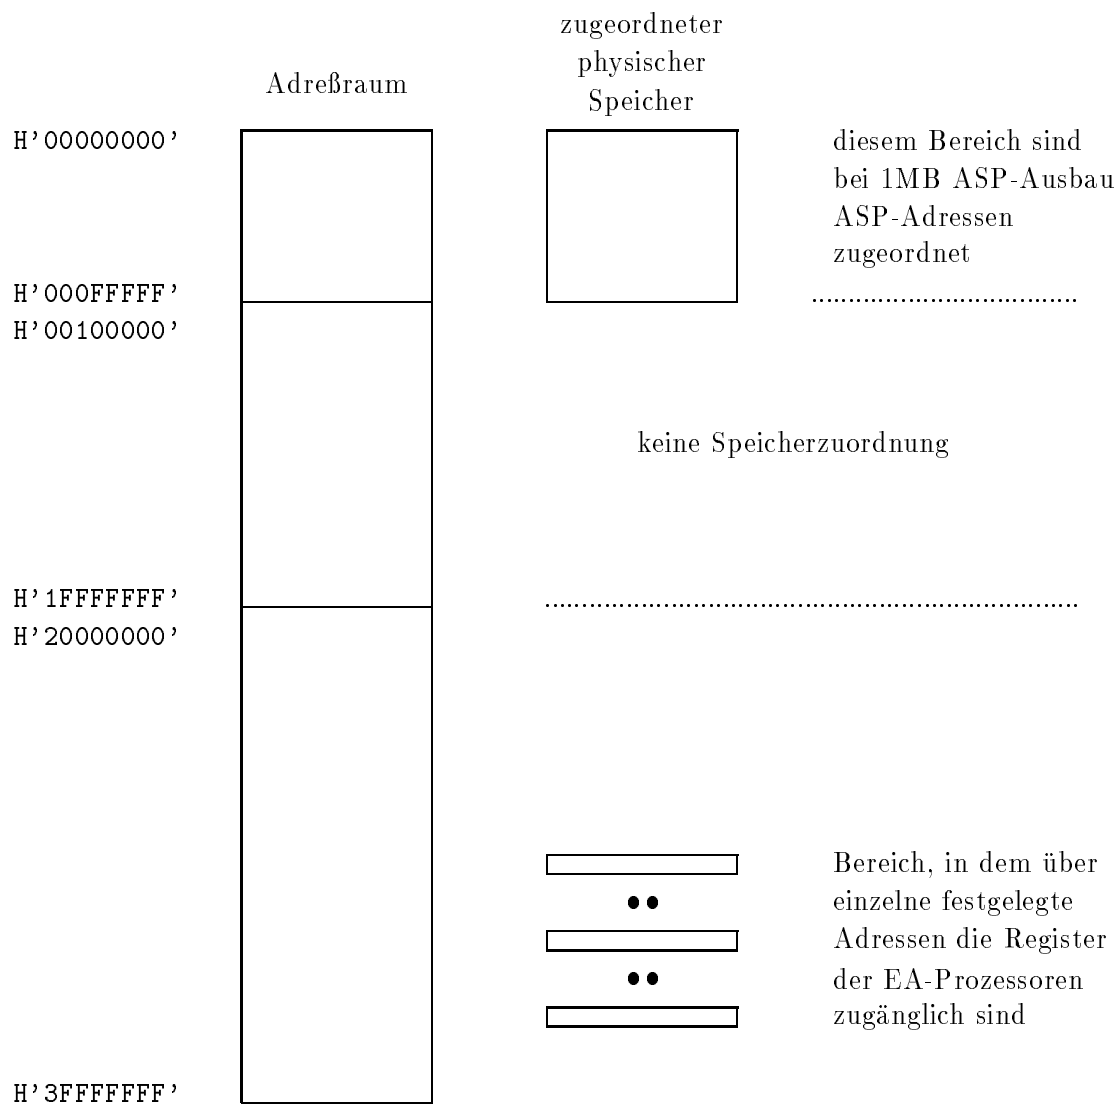 zugeordneter
physischer
Speicher
Adreßraum
H'00000000'
diesem Bereich sind
bei 1MB ASP-Ausbau
ASP-Adressen
zugeordnet
H'000FFFFF'
H'00100000'
keine Speicherzuordnung
H'1FFFFFFF'
H'20000000'
Bereich, in dem über
einzelne festgelegte
Adressen die Register
der EA-Prozessoren
zugänglich sind
H'3FFFFFFF'